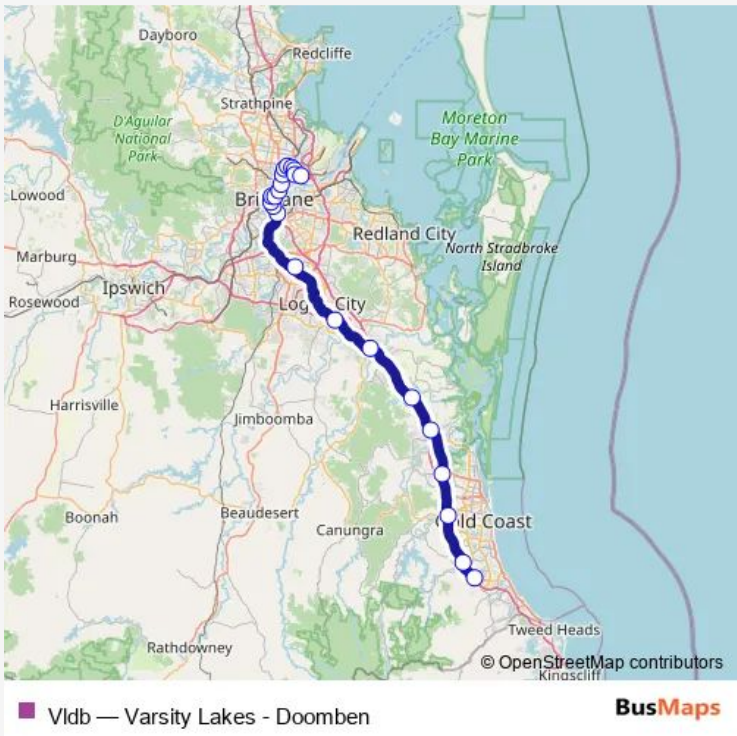 Dayboro
Redcliffe
Strathpine
D'Aguilar
National
Park
Moreton
Bay Marine
Park
Lowood
Brisbane
Redland City
North Stradbroke
Island
Marburg
Ipswich
Rosewood
Logan City
Harrisville
Jimboomba
Boonah
Beaudesert
Canungra
Gold Coast
Tweed Heads
Rathdowney
© OpenStreetMap contributors
Kingscliff
Vldb — Varsity Lakes - Doomben
BusMaps